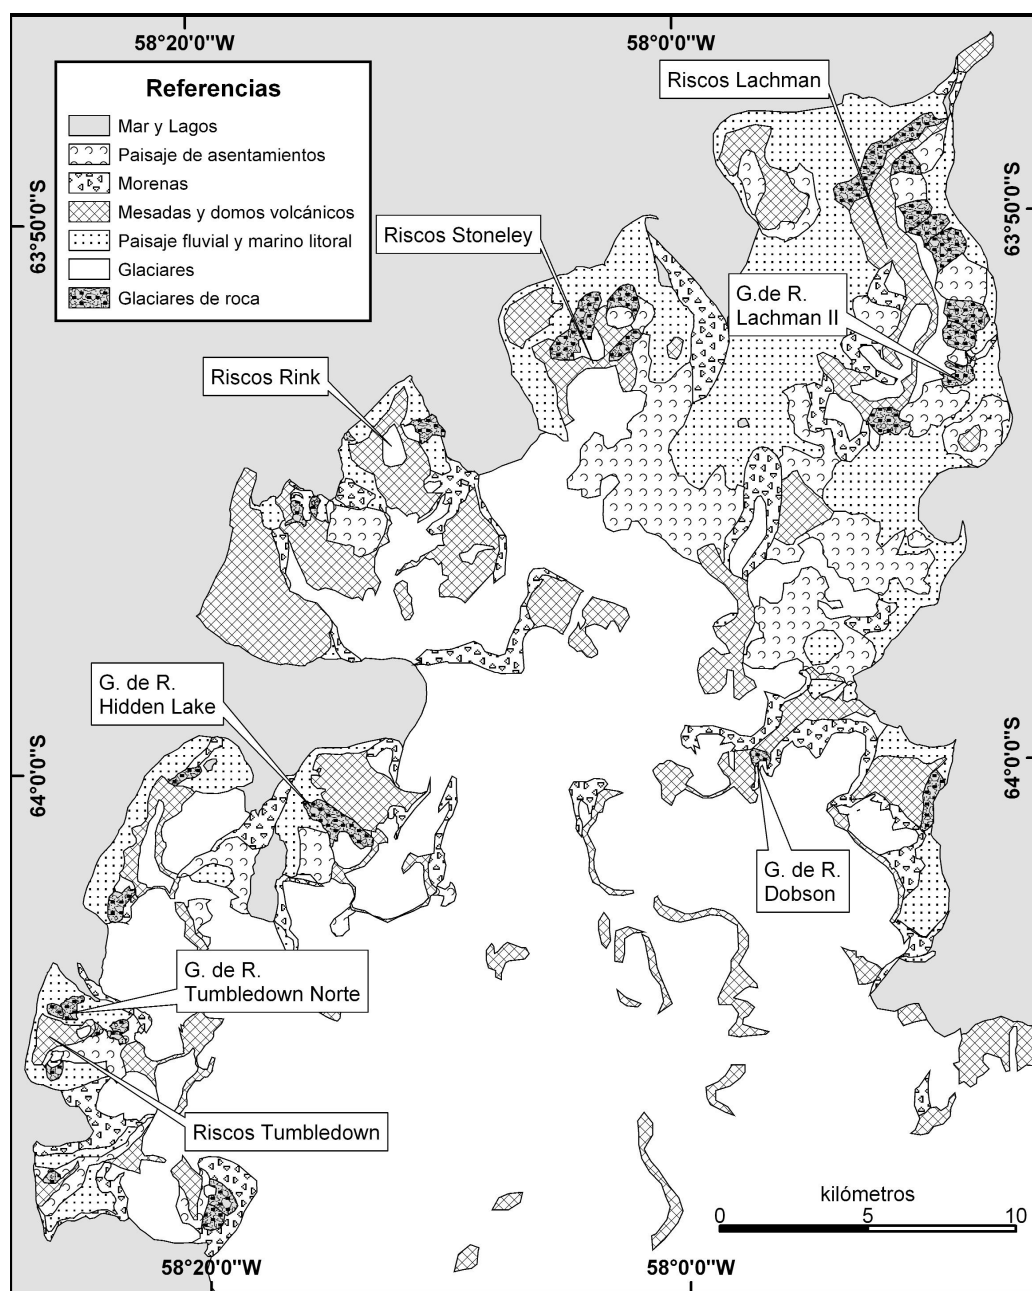 58°20'0"W
58°0'0"W
Referencias
Mar y Lagos
Paisaje de asentamientos
Morenas
Mesadas y domos volcánicos
Paisaje fluvial y marino litoral
Glaciares
Glaciares de roca
Riscos Lachman
63°50'0"S
63°50'0"S
Riscos Stoneley
G.de R.
Lachman II
Riscos Rink
G. de R.
Hidden Lake
64°0'0"S
64°0'0"S
G. de R.
Dobson
G. de R.
Tumbledown Norte
Riscos Tumbledown
kilómetros
0 5 10
58°20'0"W
58°0'0"W